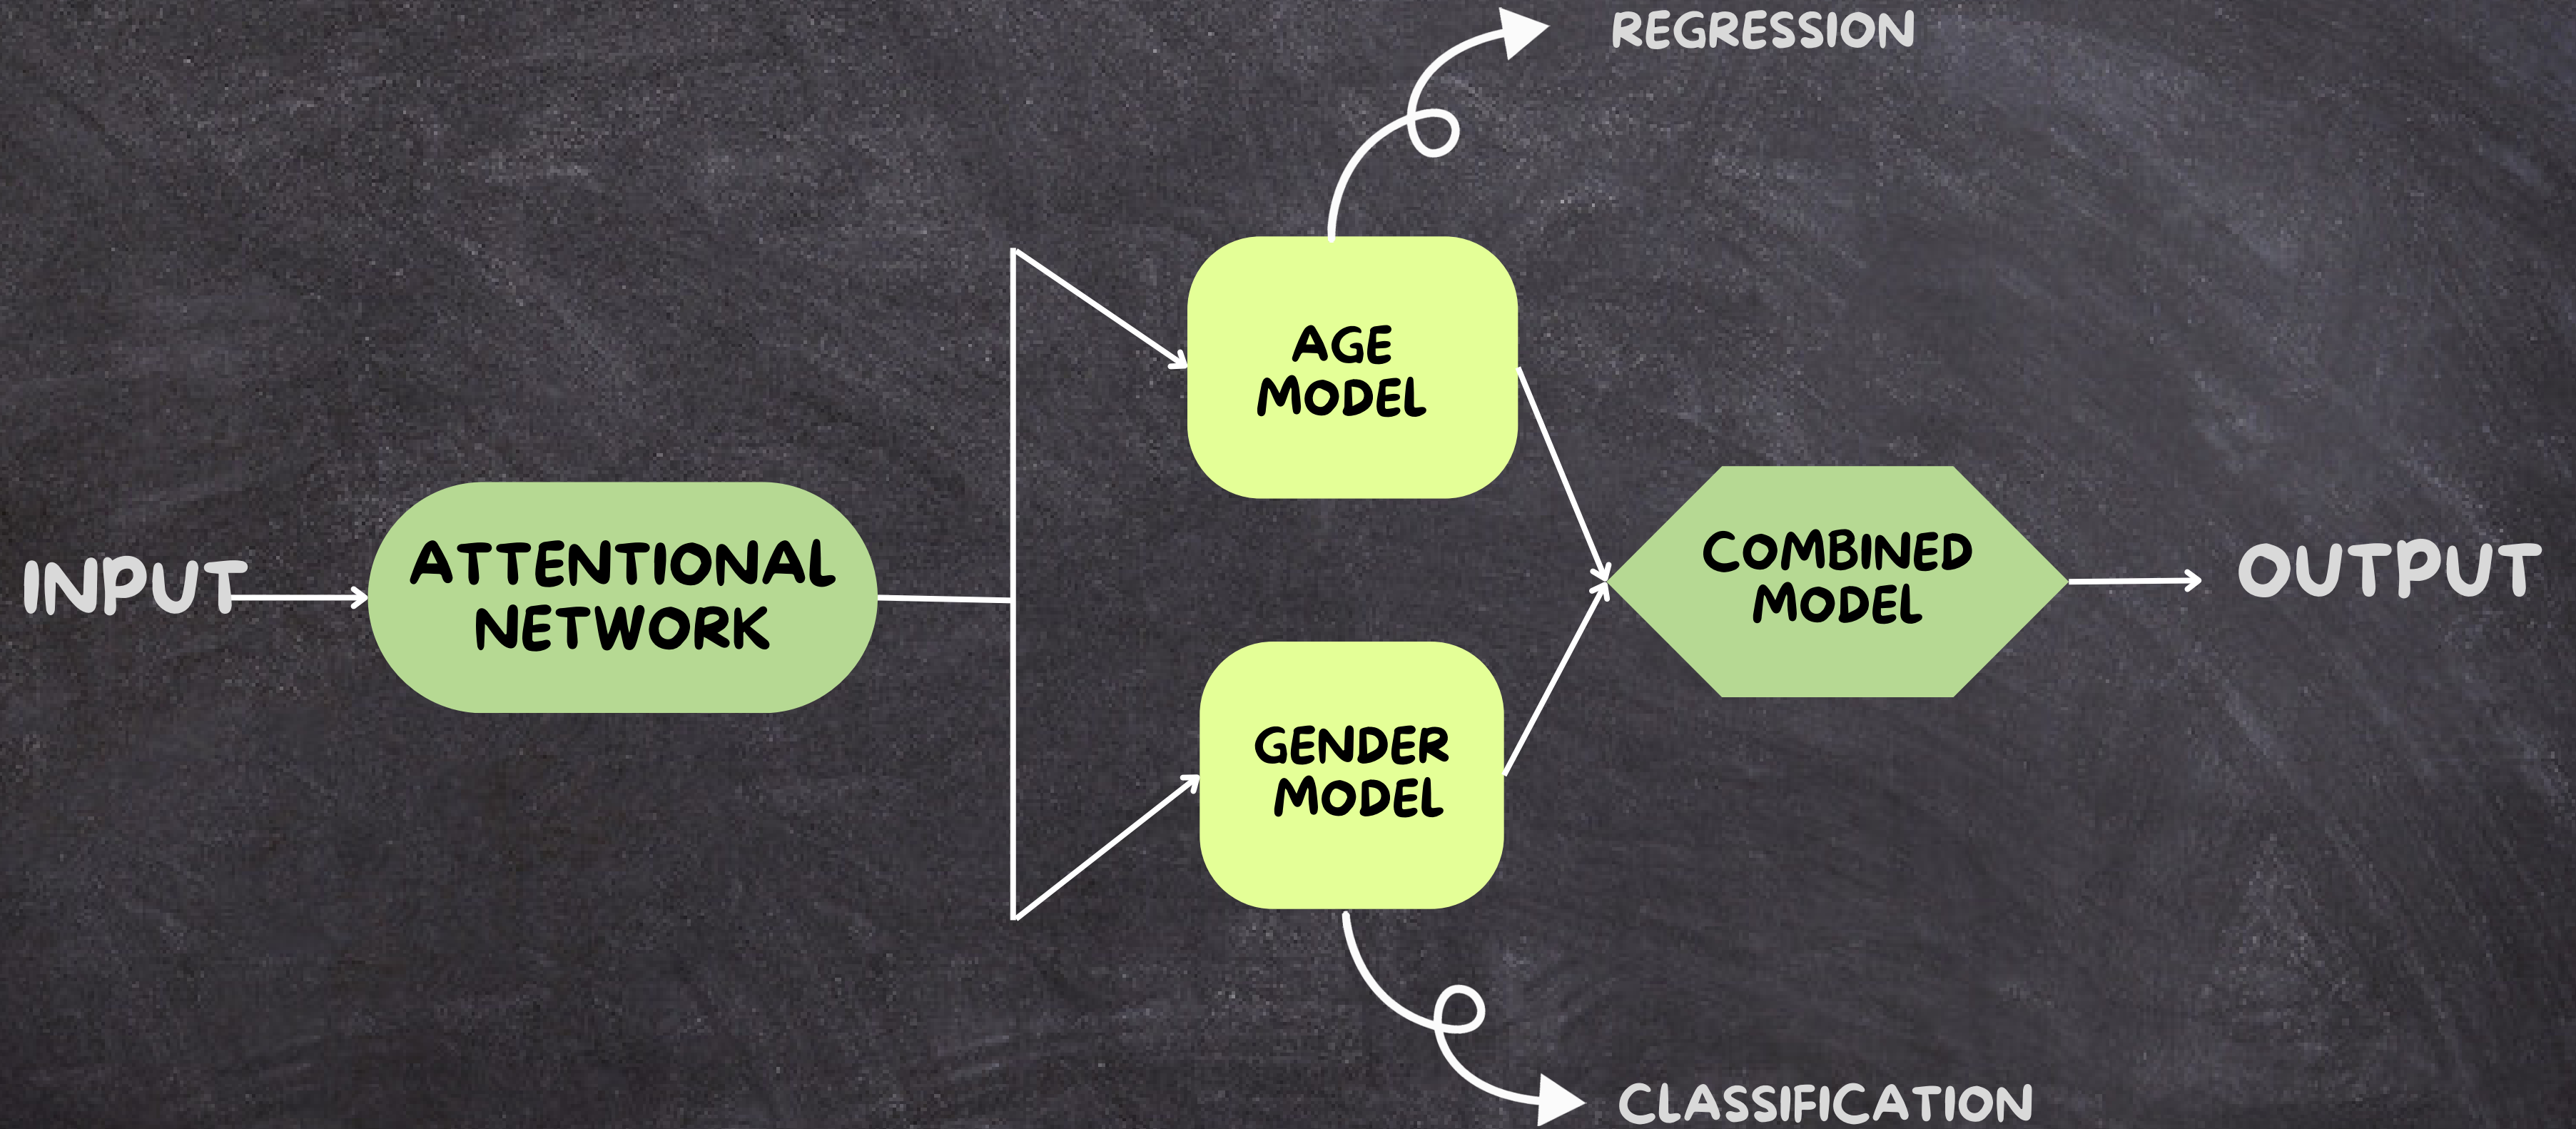 REGRESSION
AGE
MODEL
INPUT
ATTENTIONAL
NETWORK
COMBINED
MODEL
OUTPUT
GENDER
MODEL
CLASSIFICATION